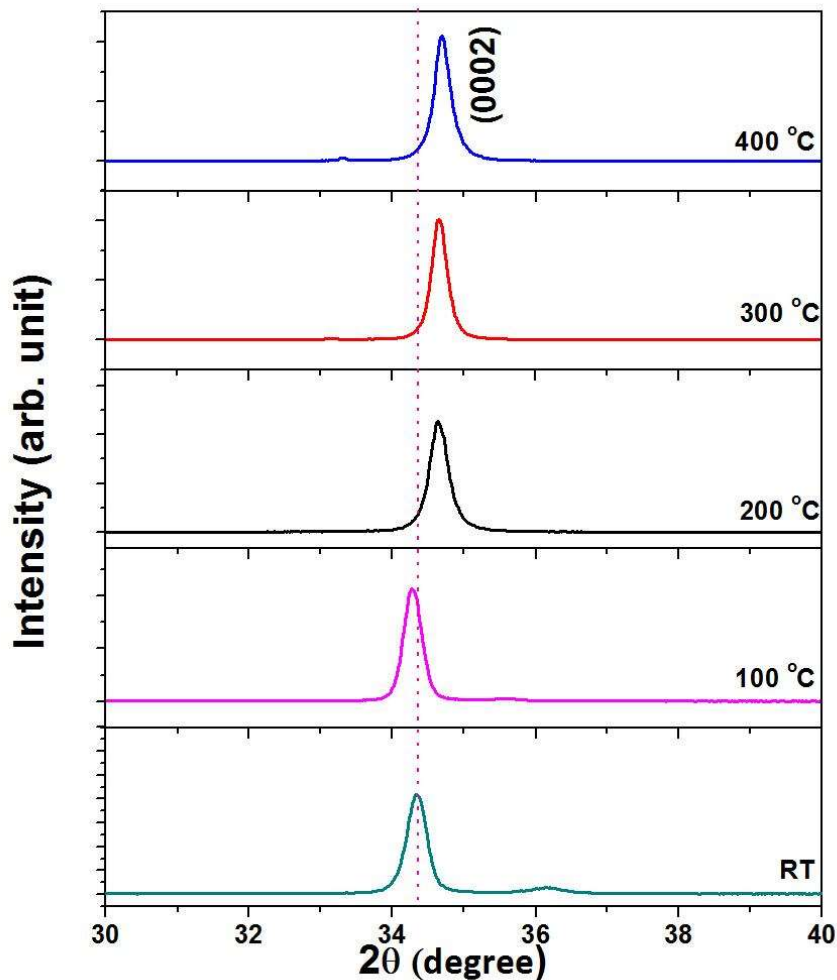 (0002)
400 °C
300 °C
200 °C
100 °C
RT
Intensity (arb. unit)
30 32 34 36 38 40
2θ (degree)